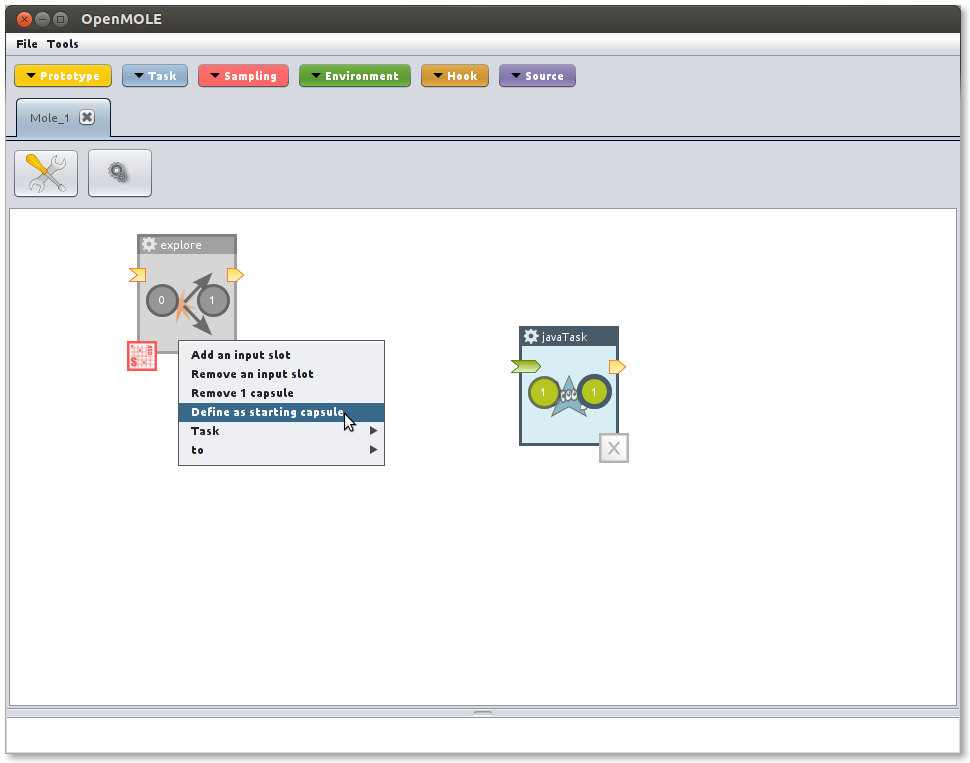 OpenMOLE
File Tools
Prototype Task Sampling Environment Hook Source
Mole_1
explore
0 1
S
Add an input slot
Remove an input slot
Remove 1 capsule
Define as starting capsule
Task
to
javaTask
1 1
X